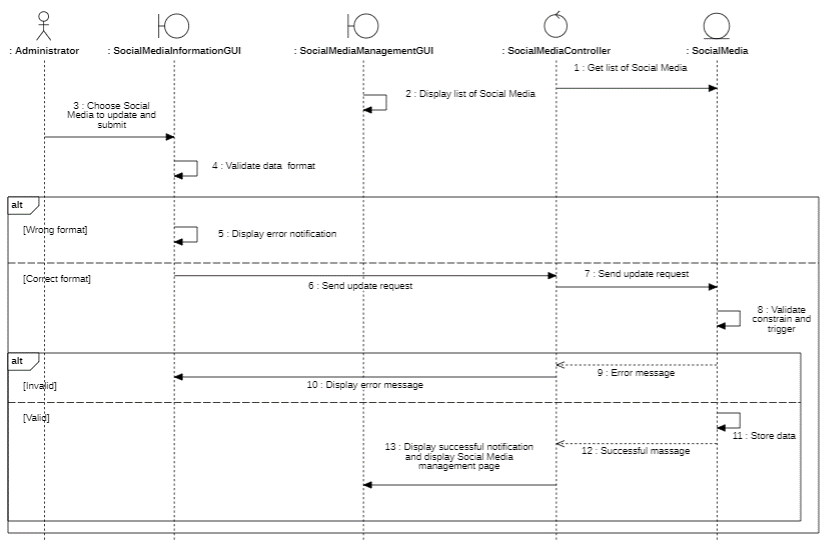 : Administrator
: SocialMediaInformationGUI
: SocialMediaManagementGUI
: SocialMediaController
: SocialMedia
1 : Get list of Social Media
2 : Display list of Social Media
3 : Choose Social
Media to update and
submit
4 : Validate data format
alt
[Wrong format]
5 : Display error notification
[Correct format]
6 : Send update request
7 : Send update request
8 : Validate
constrain and
trigger
alt
9 : Error message
[Invalid]
10 : Display error message
[Valid]
11 : Store data
12 : Successful massage
13 : Display successful notification
and display Social Media
management page